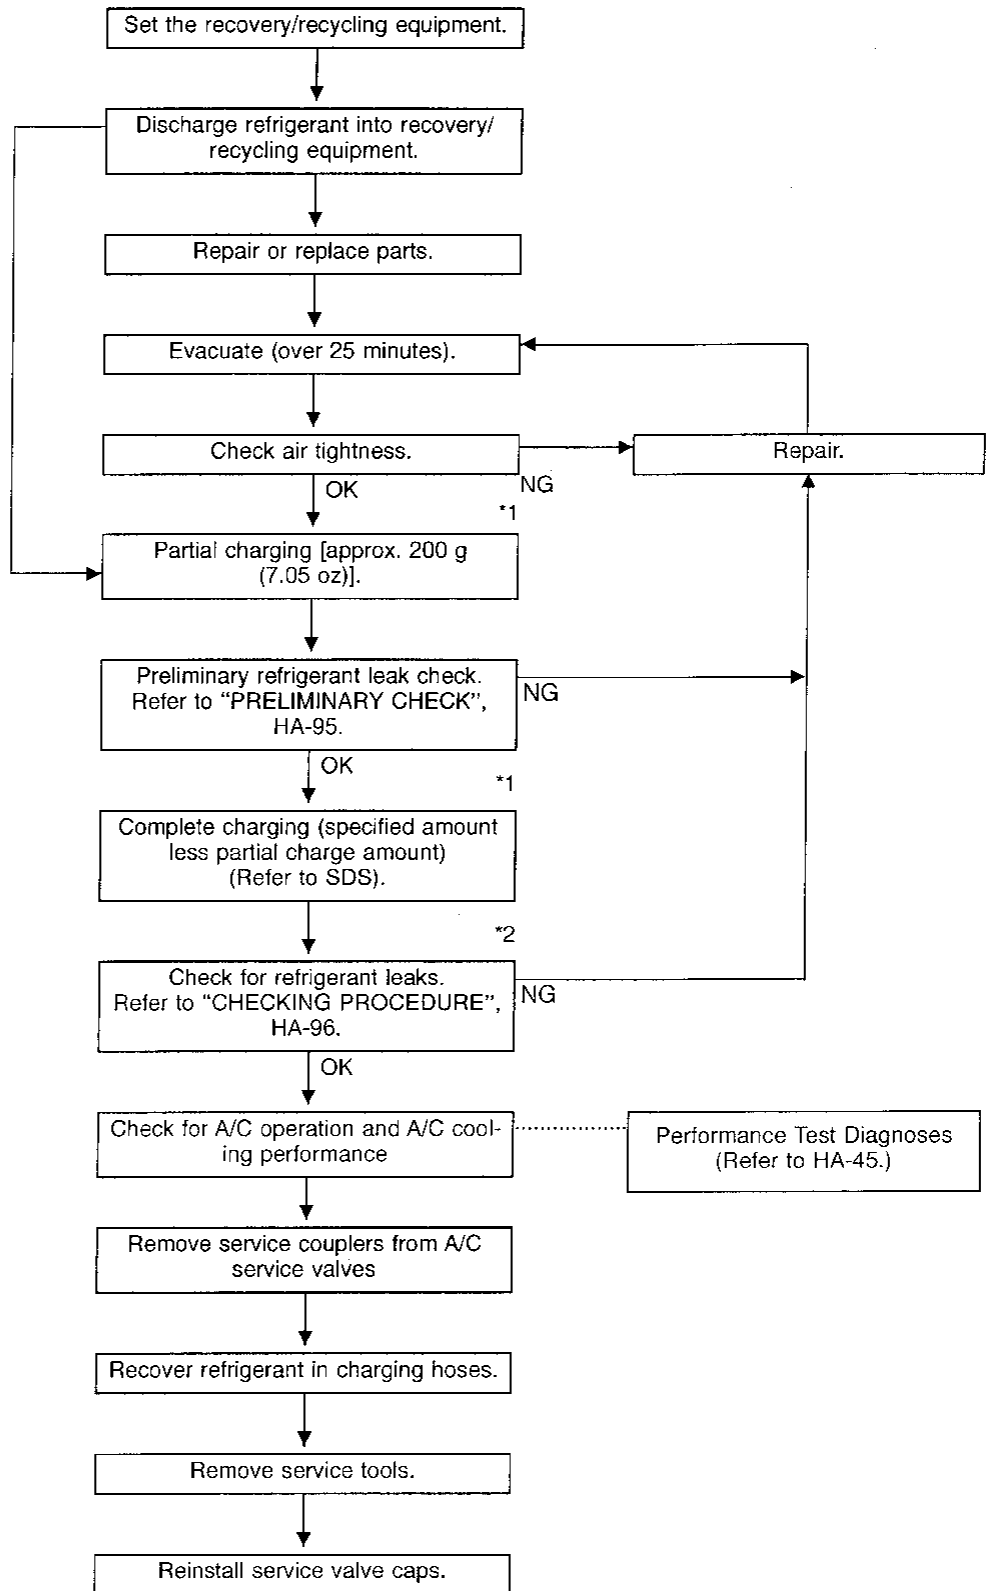 Set the recovery/recycling equipment.
Discharge refrigerant into recovery/
recycling equipment.
Repair or replace parts.
Evacuate (over 25 minutes).
Check air tightness.
Repair.
NG
OK
*1
Partial charging [approx. 200 g
(7.05 oz)].
Preliminary refrigerant leak check.
Refer to “PRELIMINARY CHECK”,
HA-95.
NG
OK
*1
Complete charging (specified amount
less partial charge amount)
(Refer to SDS).
*2
Check for refrigerant leaks.
Refer to “CHECKING PROCEDURE”,
HA-96.
NG
OK
Check for A/C operation and A/C cool-
ing performance
Performance Test Diagnoses
(Refer to HA-45.)
Remove service couplers from A/C
service valves
Recover refrigerant in charging hoses.
Remove service tools.
Reinstall service valve caps.